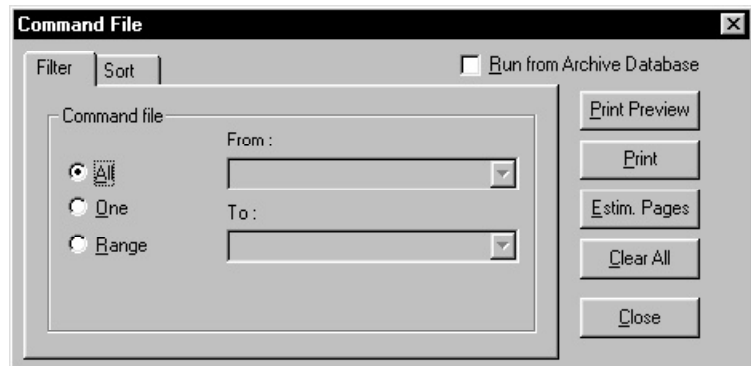 Command File
Filter
Sort
Run from Archive Database
Command file
From :
All
One
To :
Range
Print Preview
Print
Estim. Pages
Clear All
Close